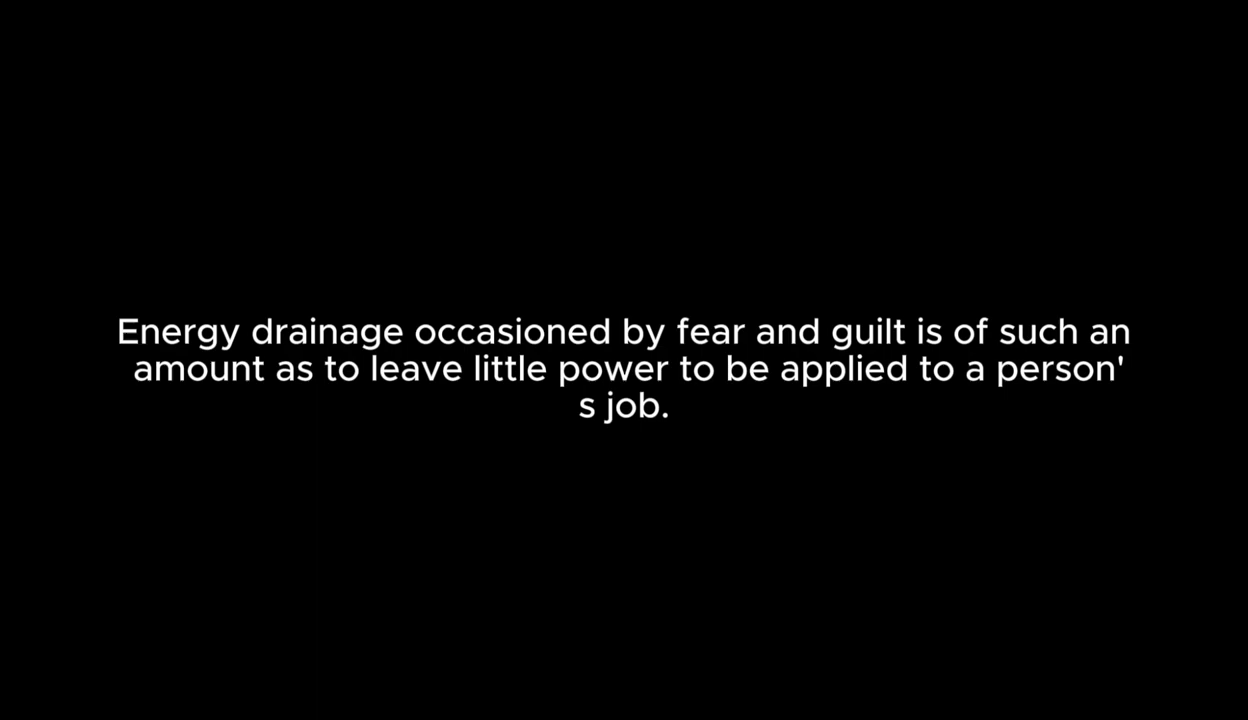 Energy drainage occasioned by fear and guilt is of such an
amount as to leave little power to be applied to a person'
s job.